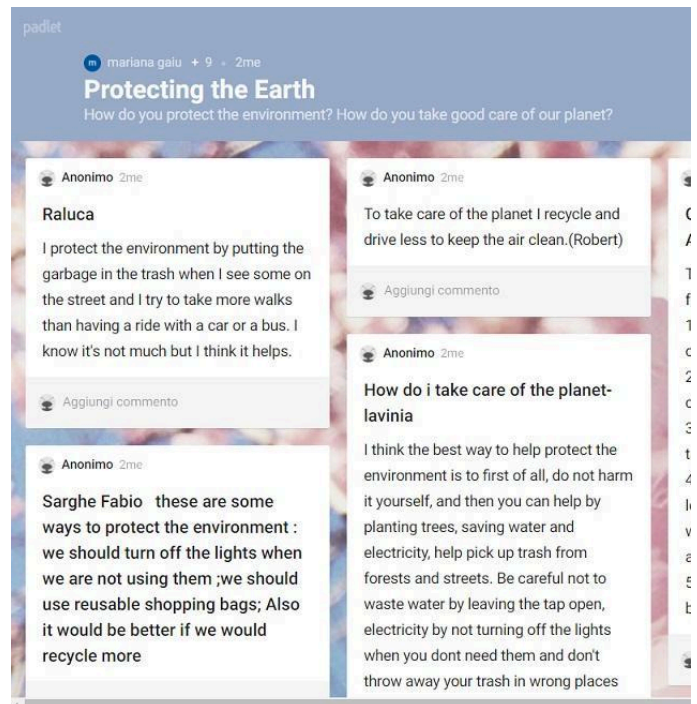 padlet
m mariana gaiu + 9 • 2me
Protecting the Earth
How do you protect the environment? How do you take good care of our planet?
Anonimo 2me
Raluca
I protect the environment by putting the
garbage in the trash when I see some on
the street and I try to take more walks
than having a ride with a car or a bus. I
know it's not much but I think it helps.
Aggiungi commento
Anonimo 2me
Sarghe Fabio these are some
ways to protect the environment :
we should turn off the lights when
we are not using them ;we should
use reusable shopping bags; Also
it would be better if we would
recycle more
Anonimo 2me
To take care of the planet I recycle and
drive less to keep the air clean.(Robert)
Aggiungi commento
Anonimo 2me
How do i take care of the planet-
lavinia
I think the best way to help protect the
environment is to first of all, do not harm
it yourself, and then you can help by
planting trees, saving water and
electricity, help pick up trash from
forests and streets. Be careful not to
waste water by leaving the tap open,
electricity by not turning off the lights
when you dont need them and don't
throw away your trash in wrong places